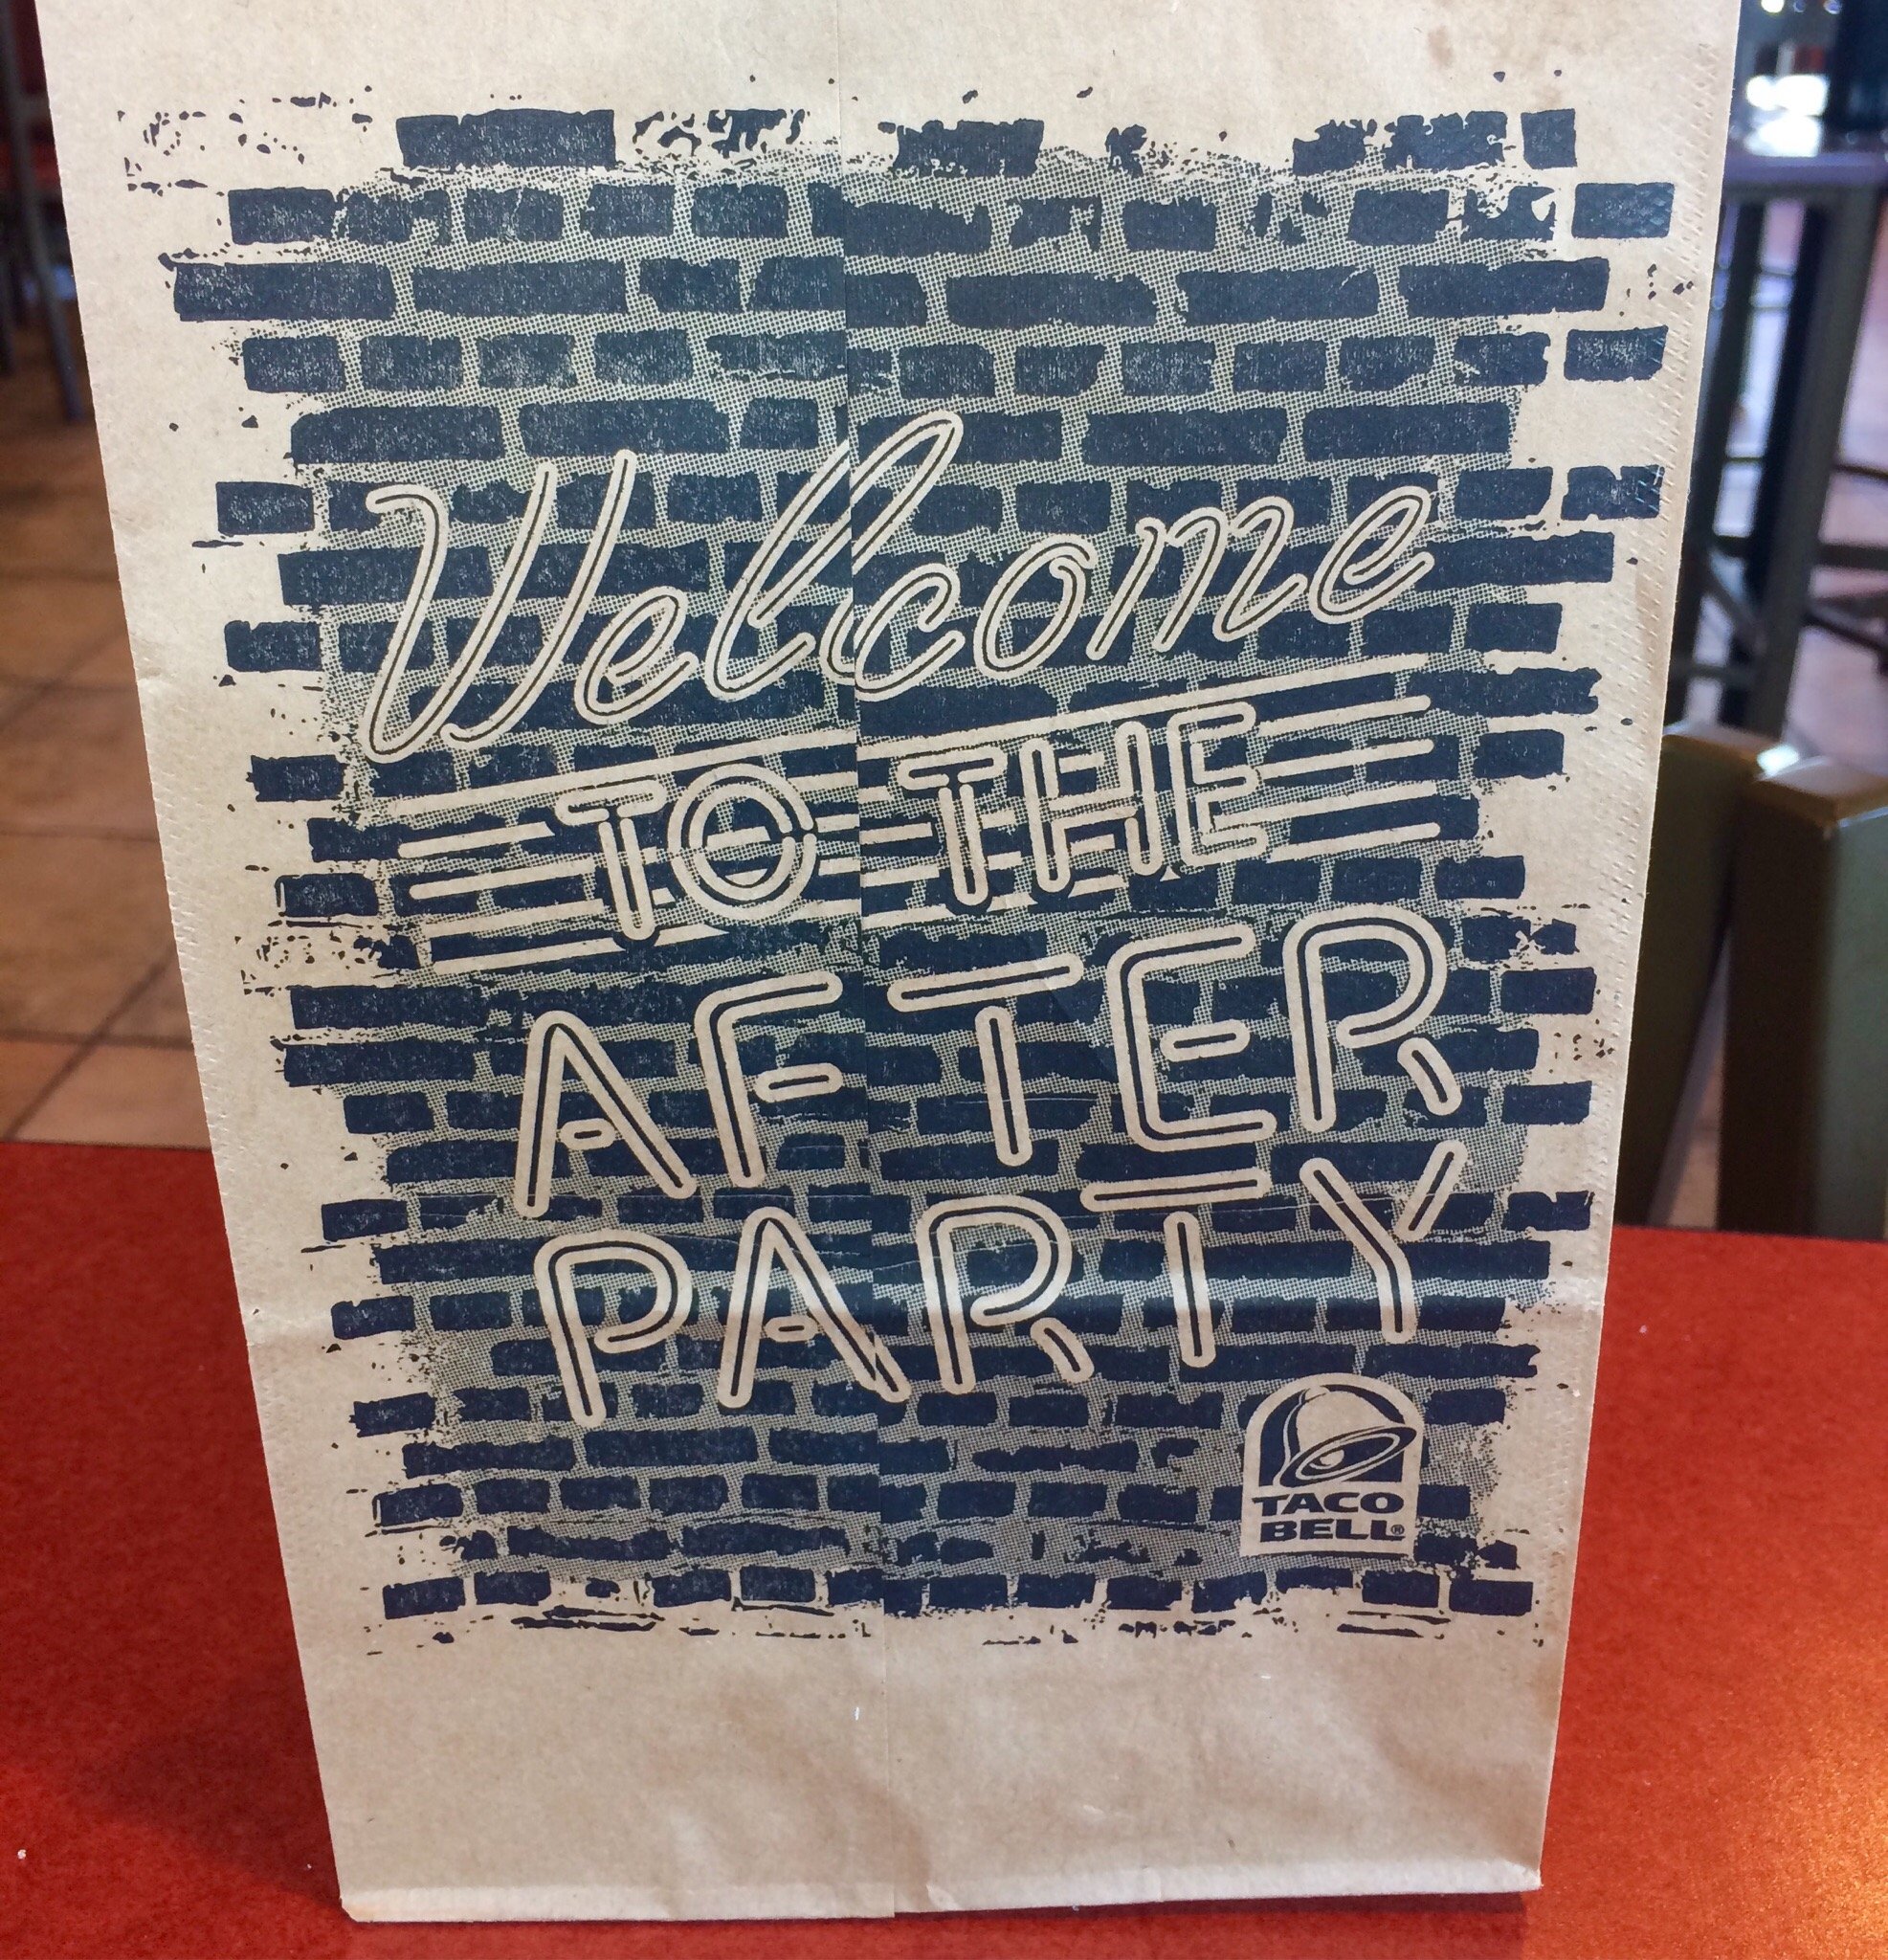 Welcome
TO THE
AFTER
PARTY
TACO
BELL®